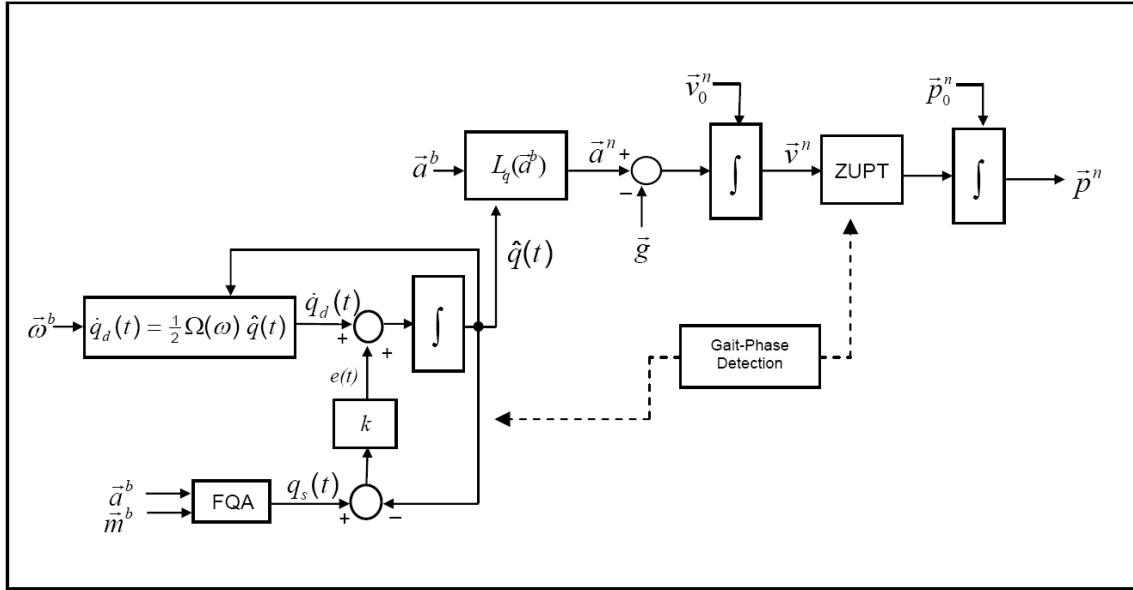 v⃗₀ⁿ
p⃗₀ⁿ
a⃗ᵇ
L_q(a⃗ᵇ)
a⃗ⁿ
+
−
g⃗
∫
v⃗ⁿ
ZUPT
∫
p⃗ⁿ
q̂(t)
ω⃗ᵇ
q̇_d(t) = ½ Ω(ω) q̂(t)
q̇_d(t)
+
+
∫
Gait-Phase
Detection
e(t)
k
a⃗ᵇ
m⃗ᵇ
FQA
q_s(t)
+
−